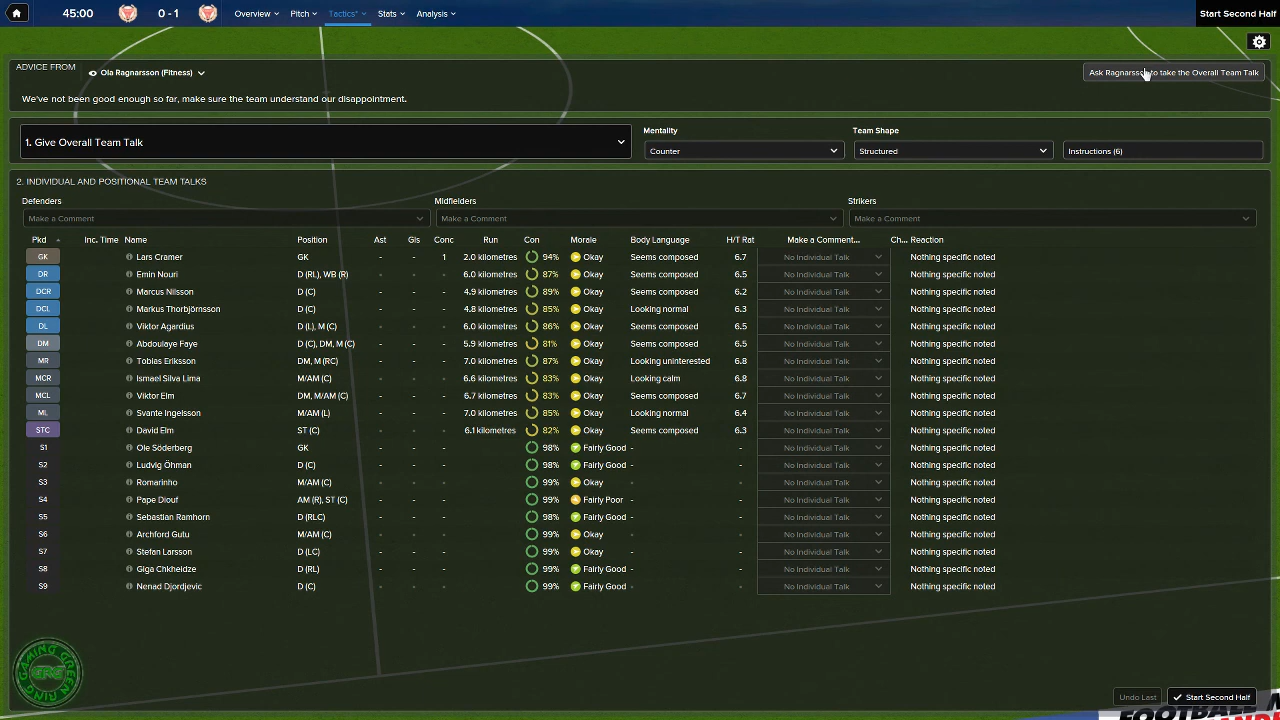 45:00 0 - 1 Overview Pitch Tactics* Stats Analysis Start Second Half
ADVICE FROM Ola Ragnarsson (Fitness)
Ask Ragnarsson to take the Overall Team Talk
We've not been good enough so far, make sure the team understand our disappointment.
1. Give Overall Team Talk
Mentality Team Shape
Counter Structured Instructions (6)
2. INDIVIDUAL AND POSITIONAL TEAM TALKS
Defenders Midfielders Strikers
Make a Comment Make a Comment Make a Comment
Pkd Inc. Time Name Position Ast Gls Conc Run Con Morale Body Language H/T Rat Make a Comment... Ch... Reaction
GK Lars Cramer GK - - 1 2.0 kilometres 94% Okay Seems composed 6.7 No Individual Talk Nothing specific noted
DR Emin Nouri D (RL), WB (R) - - - 6.0 kilometres 87% Okay Seems composed 6.5 No Individual Talk Nothing specific noted
DCR Marcus Nilsson D (C) - - - 4.9 kilometres 89% Okay Seems composed 6.2 No Individual Talk Nothing specific noted
DCL Markus Thorbjörnsson D (C) - - - 4.8 kilometres 85% Okay Looking normal 6.3 No Individual Talk Nothing specific noted
DL Viktor Agardius D (L), M (C) - - - 6.0 kilometres 86% Okay Seems composed 6.5 No Individual Talk Nothing specific noted
DM Abdoulaye Faye D (C), DM, M (C) - - - 5.9 kilometres 81% Okay Seems composed 6.5 No Individual Talk Nothing specific noted
MR Tobias Eriksson DM, M (RC) - - - 7.0 kilometres 87% Okay Looking uninterested 6.8 No Individual Talk Nothing specific noted
MCR Ismael Silva Lima M/AM (C) - - - 6.6 kilometres 83% Okay Looking calm 6.8 No Individual Talk Nothing specific noted
MCL Viktor Elm DM, M/AM (C) - - - 6.7 kilometres 83% Okay Seems composed 6.7 No Individual Talk Nothing specific noted
ML Svante Ingelsson M/AM (L) - - - 7.0 kilometres 85% Okay Looking normal 6.4 No Individual Talk Nothing specific noted
STC David Elm ST (C) - - - 6.1 kilometres 82% Okay Seems composed 6.3 No Individual Talk Nothing specific noted
S1 Ole Söderberg GK 98% Fairly Good - - No Individual Talk Nothing specific noted
S2 Ludvig Öhman D (C) 98% Fairly Good - - No Individual Talk Nothing specific noted
S3 Romarinho M/AM (C) 99% Okay - - No Individual Talk Nothing specific noted
S4 Pape Diouf AM (R), ST (C) 99% Fairly Poor - - No Individual Talk Nothing specific noted
S5 Sebastian Ramhorn D (RLC) 98% Fairly Good - - No Individual Talk Nothing specific noted
S6 Archford Gutu M/AM (C) 99% Okay - - No Individual Talk Nothing specific noted
S7 Stefan Larsson D (LC) 99% Okay - - No Individual Talk Nothing specific noted
S8 Giga Chkheidze D (RL) 99% Fairly Good - - No Individual Talk Nothing specific noted
S9 Nenad Djordjevic D (C) 99% Fairly Good - - No Individual Talk Nothing specific noted
GAMING GREEN RING
GRG
Undo Last Start Second Half